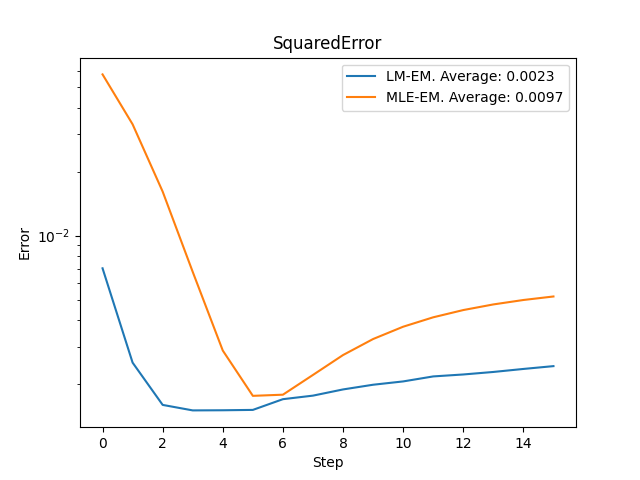 SquaredError
LM-EM. Average: 0.0023
MLE-EM. Average: 0.0097
Error
10⁻²
0 2 4 6 8 10 12 14
Step